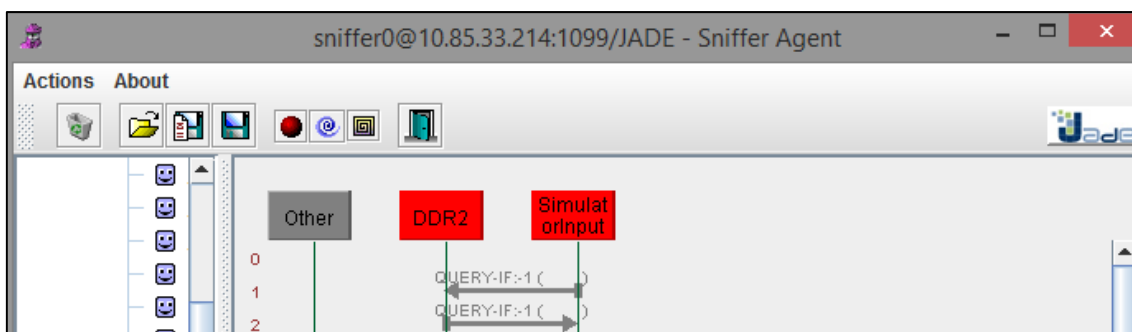 sniffer0@10.85.33.214:1099/JADE - Sniffer Agent
Actions About
Jade
Other
DDR2
Simulat
orInput
0
QUERY-IF:-1 ( )
1
QUERY-IF:-1 ( )
2